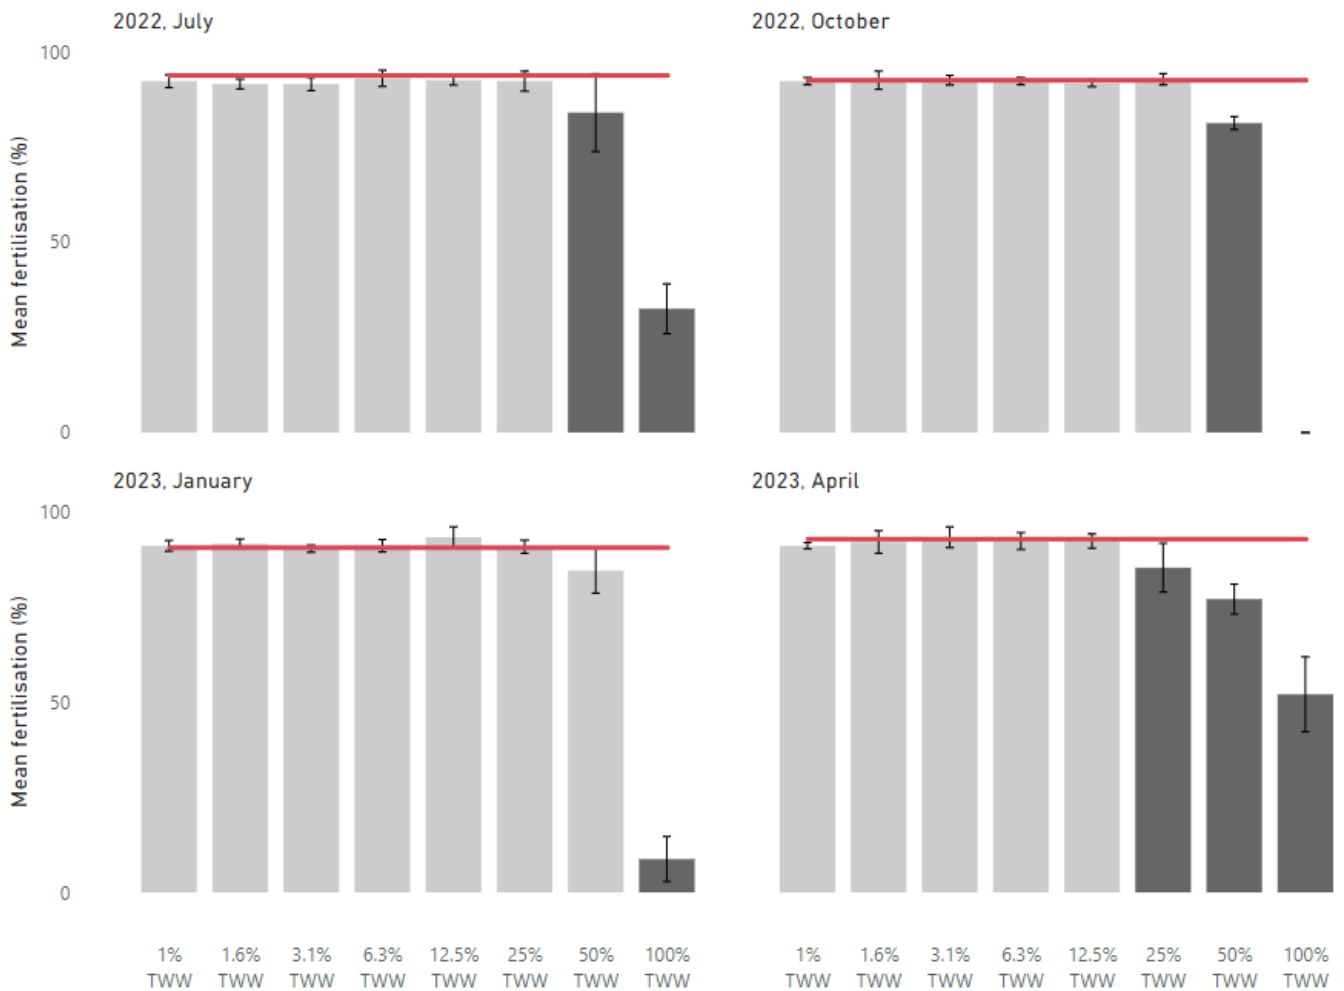 2022, July
2022, October
100
50
0
Mean fertilisation (%)
2023, January
2023, April
100
50
0
Mean fertilisation (%)
1% 1.6% 3.1% 6.3% 12.5% 25% 50% 100% 1% 1.6% 3.1% 6.3% 12.5% 25% 50% 100%
TWW TWW TWW TWW TWW TWW TWW TWW TWW TWW TWW TWW TWW TWW TWW TWW